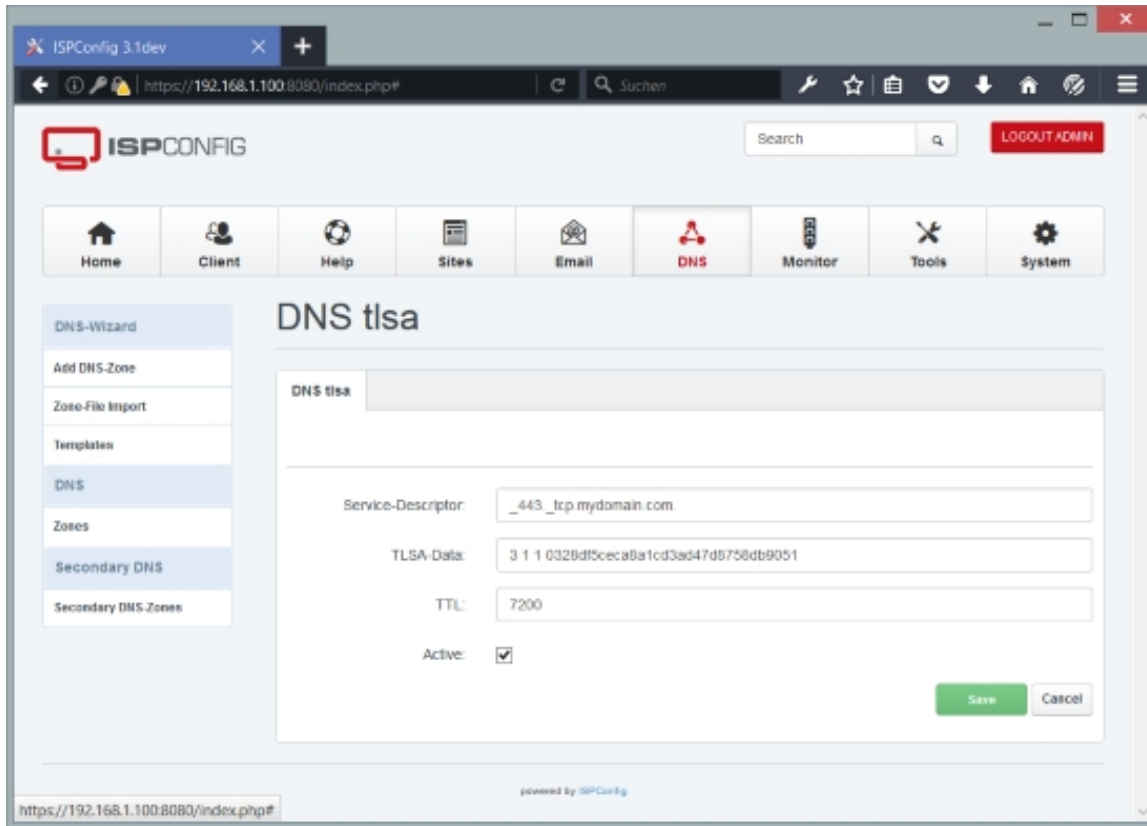 ISPConfig 3.1dev
https://192.168.1.100:8080/index.php#
Suchen
ISPCONFIG
Search
LOGOUT ADMIN
Home Client Help Sites Email DNS Monitor Tools System
DNS-Wizard
Add DNS-Zone
Zone-File Import
Templates
DNS
Zones
Secondary DNS
Secondary DNS-Zones
DNS tlsa
DNS tlsa
Service-Descriptor: _443._tcp.mydomain.com.
TLSA-Data: 3 1 1 0328df5ceca8a1cd3ad47d8758db9051
TTL: 7200
Active:
Save Cancel
powered by ISPConfig
https://192.168.1.100:8080/index.php#